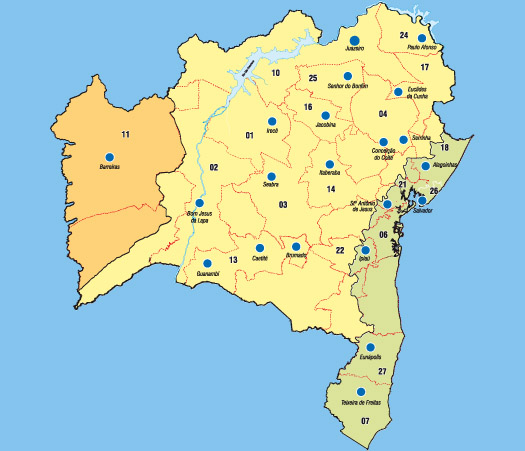 24
Juazeiro
Paulo Afonso
17
10
25
Senhor do Bonfim
Euclides
da Cunha
16
04
11
01
Irecê
Jacobina
Serrinha
Conceição
do Coité
18
Barreiras
02
Itaberaba
Alagoinhas
Seabra
14
21
26
03
Bom Jesus
da Lapa
Stº Antônio
de Jesus
Salvador
06
22
13
Guanambi
Caetité
Brumado
Ipiaú
Eunápolis
27
Teixeira de Freitas
07